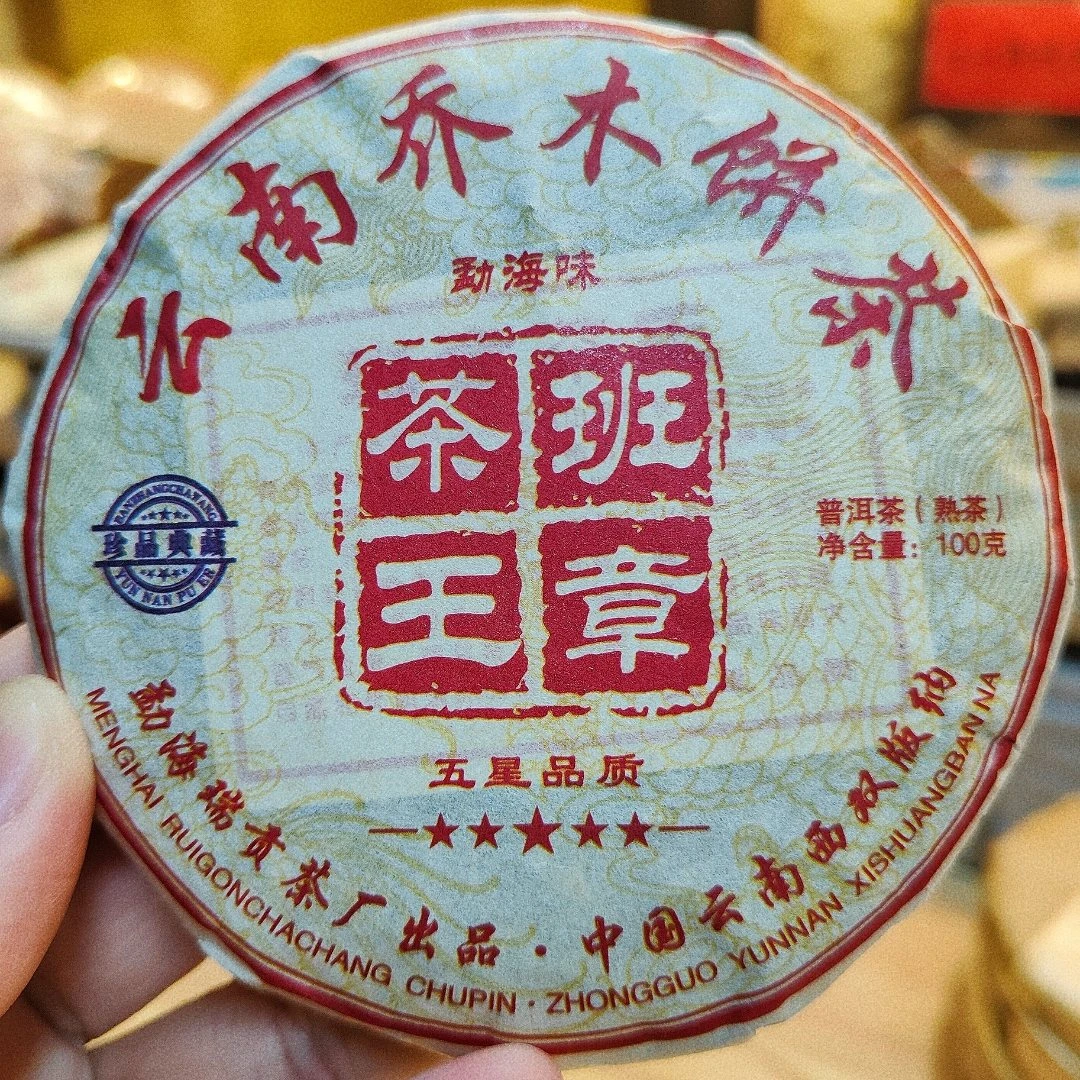 云南乔木饼茶
勐海味
班章
茶王
BANZHANGCHAWANG
珍品典藏
YUN NAN PU ER
普洱茶（熟茶）
净含量：100克
五星品质
勐海瑞贡茶厂出品·中国云南西双版纳
MENGHAI RUIGONCHACHANG CHUPIN · ZHONGGUO YUNNAN XISHUANGBAN NA